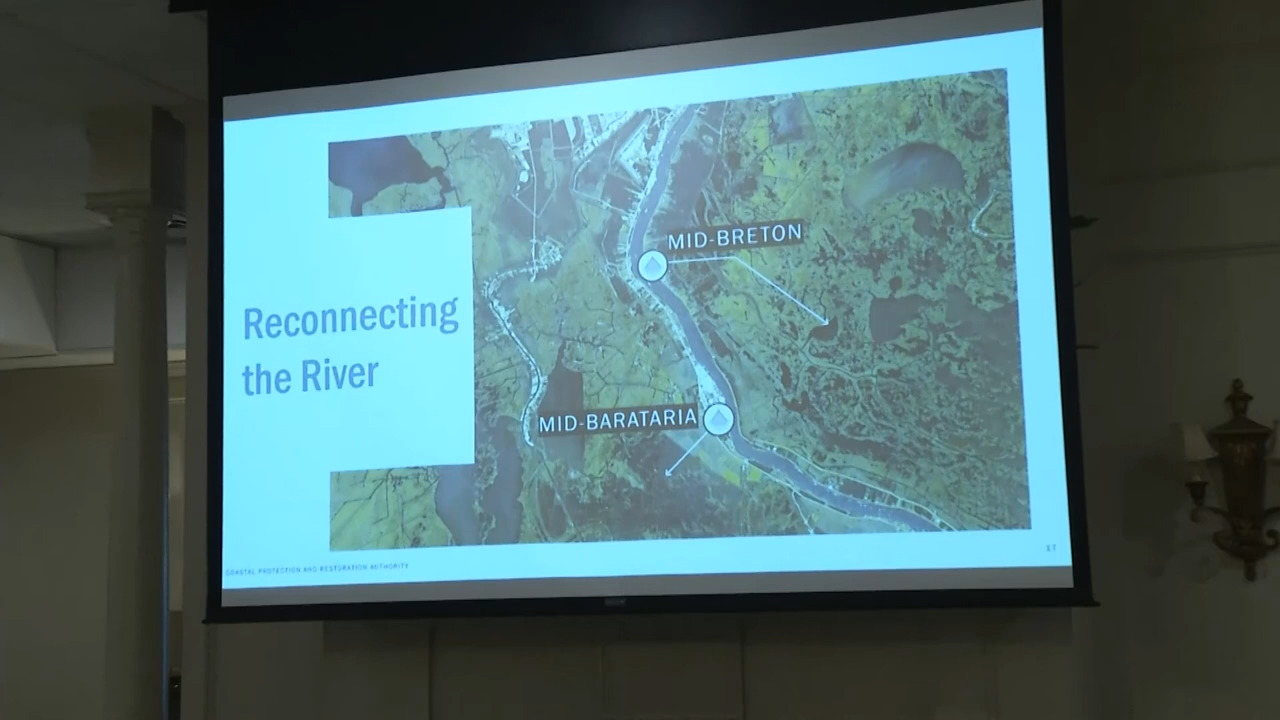 MID-BRETON
Reconnecting
the River
MID-BARATARIA
COASTAL PROTECTION AND RESTORATION AUTHORITY